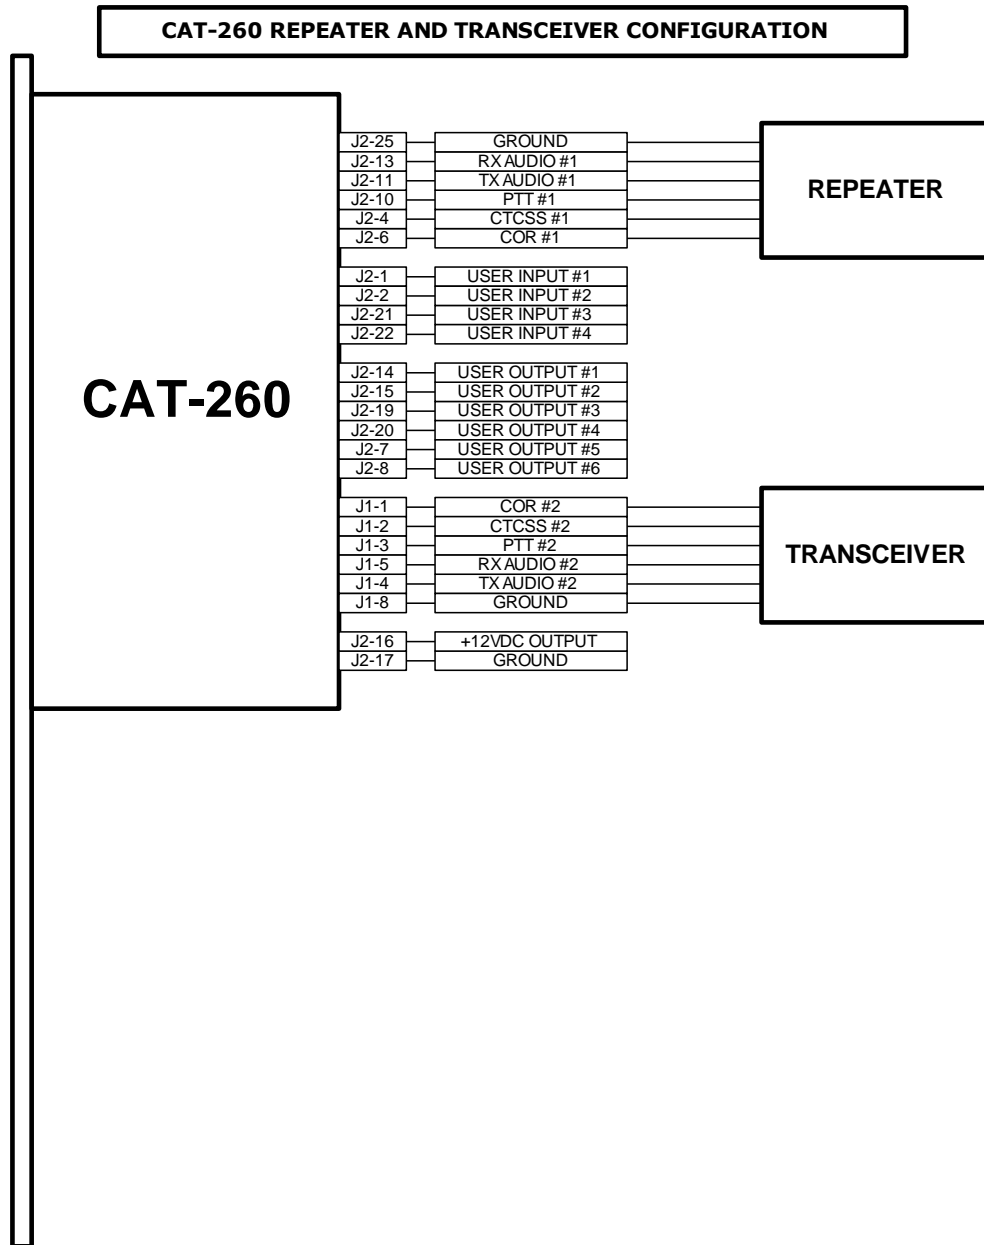 CAT-260 REPEATER AND TRANSCEIVER CONFIGURATION
J2-25 GROUND
J2-13 RX AUDIO #1
J2-11 TX AUDIO #1
J2-10 PTT #1
J2-4 CTCSS #1
J2-6 COR #1
REPEATER
J2-1 USER INPUT #1
J2-2 USER INPUT #2
J2-21 USER INPUT #3
J2-22 USER INPUT #4
CAT-260
J2-14 USER OUTPUT #1
J2-15 USER OUTPUT #2
J2-19 USER OUTPUT #3
J2-20 USER OUTPUT #4
J2-7 USER OUTPUT #5
J2-8 USER OUTPUT #6
J1-1 COR #2
J1-2 CTCSS #2
J1-3 PTT #2
J1-5 RX AUDIO #2
J1-4 TX AUDIO #2
J1-8 GROUND
TRANSCEIVER
J2-16 +12VDC OUTPUT
J2-17 GROUND